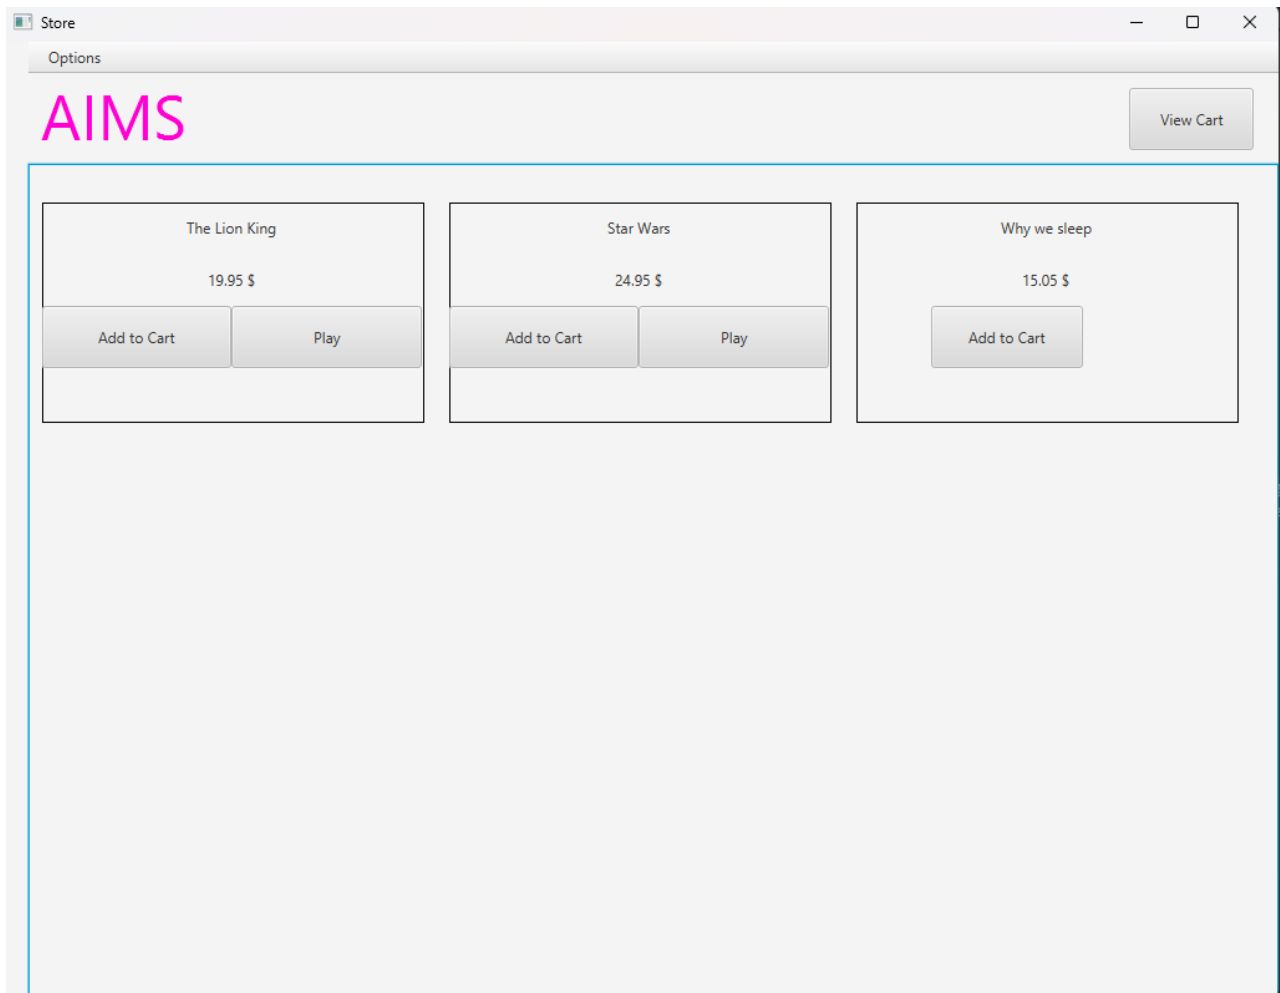 Store
Options
AIMS
View Cart
The Lion King
19.95 $
Add to Cart
Play
Star Wars
24.95 $
Add to Cart
Play
Why we sleep
15.05 $
Add to Cart